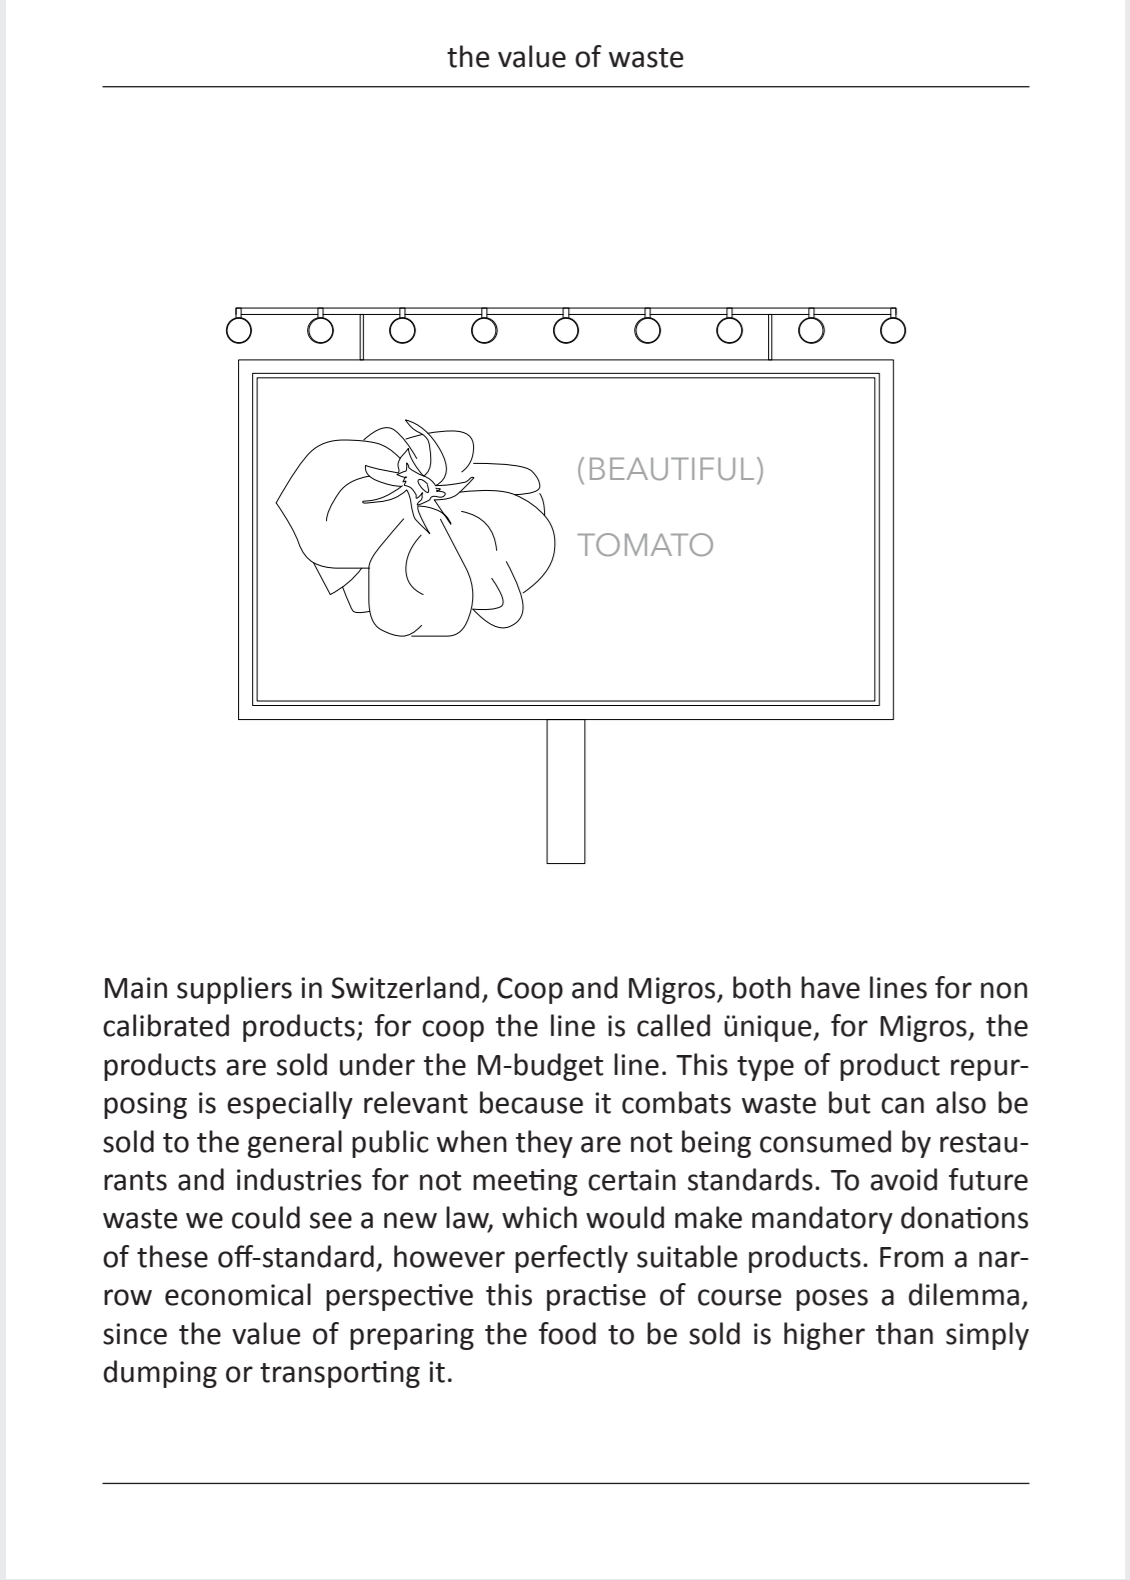 the value of waste
(BEAUTIFUL)
TOMATO
Main suppliers in Switzerland, Coop and Migros, both have lines for non
calibrated products; for coop the line is called ünique, for Migros, the
products are sold under the M-budget line. This type of product repur-
posing is especially relevant because it combats waste but can also be
sold to the general public when they are not being consumed by restau-
rants and industries for not meeting certain standards. To avoid future
waste we could see a new law, which would make mandatory donations
of these off-standard, however perfectly suitable products. From a nar-
row economical perspective this practise of course poses a dilemma,
since the value of preparing the food to be sold is higher than simply
dumping or transporting it.